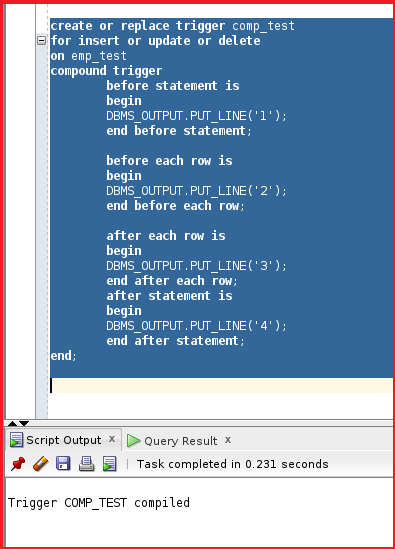 create or replace trigger comp_test
for insert or update or delete
on emp_test
compound trigger
before statement is
begin
DBMS_OUTPUT.PUT_LINE('1');
end before statement;
before each row is
begin
DBMS_OUTPUT.PUT_LINE('2');
end before each row;
after each row is
begin
DBMS_OUTPUT.PUT_LINE('3');
end after each row;
after statement is
begin
DBMS_OUTPUT.PUT_LINE('4');
end after statement;
end;
Script Output x Query Result x
Task completed in 0.231 seconds
Trigger COMP_TEST compiled